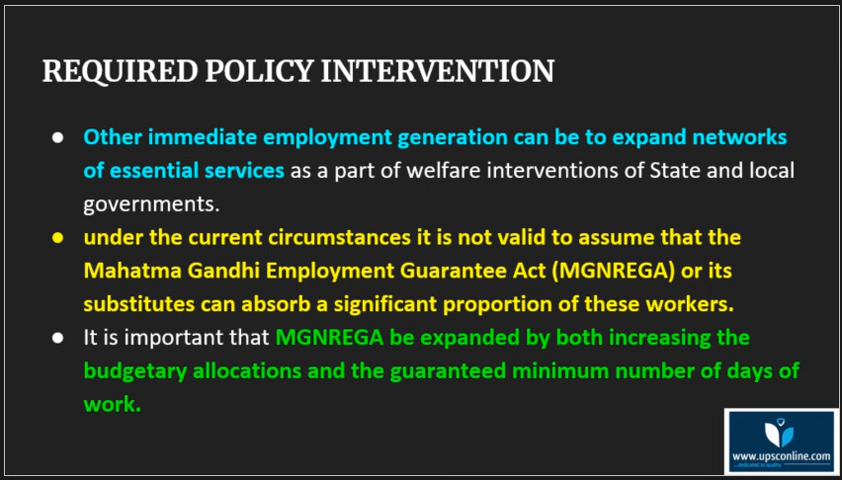 REQUIRED POLICY INTERVENTION
● Other immediate employment generation can be to expand networks
of essential services as a part of welfare interventions of State and local
governments.
● under the current circumstances it is not valid to assume that the
Mahatma Gandhi Employment Guarantee Act (MGNREGA) or its
substitutes can absorb a significant proportion of these workers.
● It is important that MGNREGA be expanded by both increasing the
budgetary allocations and the guaranteed minimum number of days of
work.
www.upsconline.com
...dedicated to quality